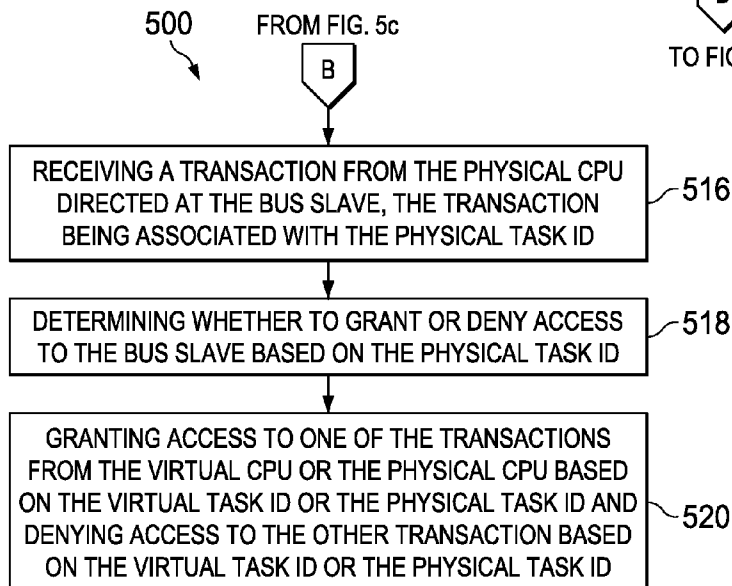 500
FROM FIG. 5c
B
RECEIVING A TRANSACTION FROM THE PHYSICAL CPU
DIRECTED AT THE BUS SLAVE, THE TRANSACTION
BEING ASSOCIATED WITH THE PHYSICAL TASK ID
516
DETERMINING WHETHER TO GRANT OR DENY ACCESS
TO THE BUS SLAVE BASED ON THE PHYSICAL TASK ID
518
GRANTING ACCESS TO ONE OF THE TRANSACTIONS
FROM THE VIRTUAL CPU OR THE PHYSICAL CPU BASED
ON THE VIRTUAL TASK ID OR THE PHYSICAL TASK ID AND
DENYING ACCESS TO THE OTHER TRANSACTION BASED
ON THE VIRTUAL TASK ID OR THE PHYSICAL TASK ID
520
TO